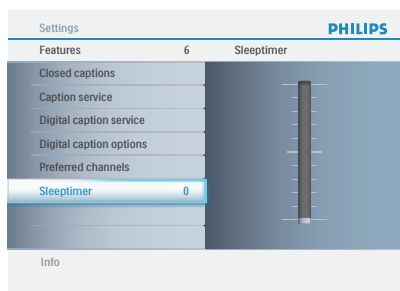 Settings
PHILIPS
Features 6 Sleeptimer
Closed captions
Caption service
Digital caption service
Digital caption options
Preferred channels
Sleeptimer 0
Info